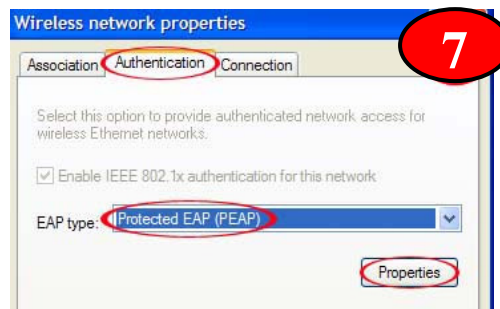 Wireless network properties
7
Association Authentication Connection
Select this option to provide authenticated network access for
wireless Ethernet networks.
Enable IEEE 802.1x authentication for this network
EAP type: Protected EAP (PEAP)
Properties